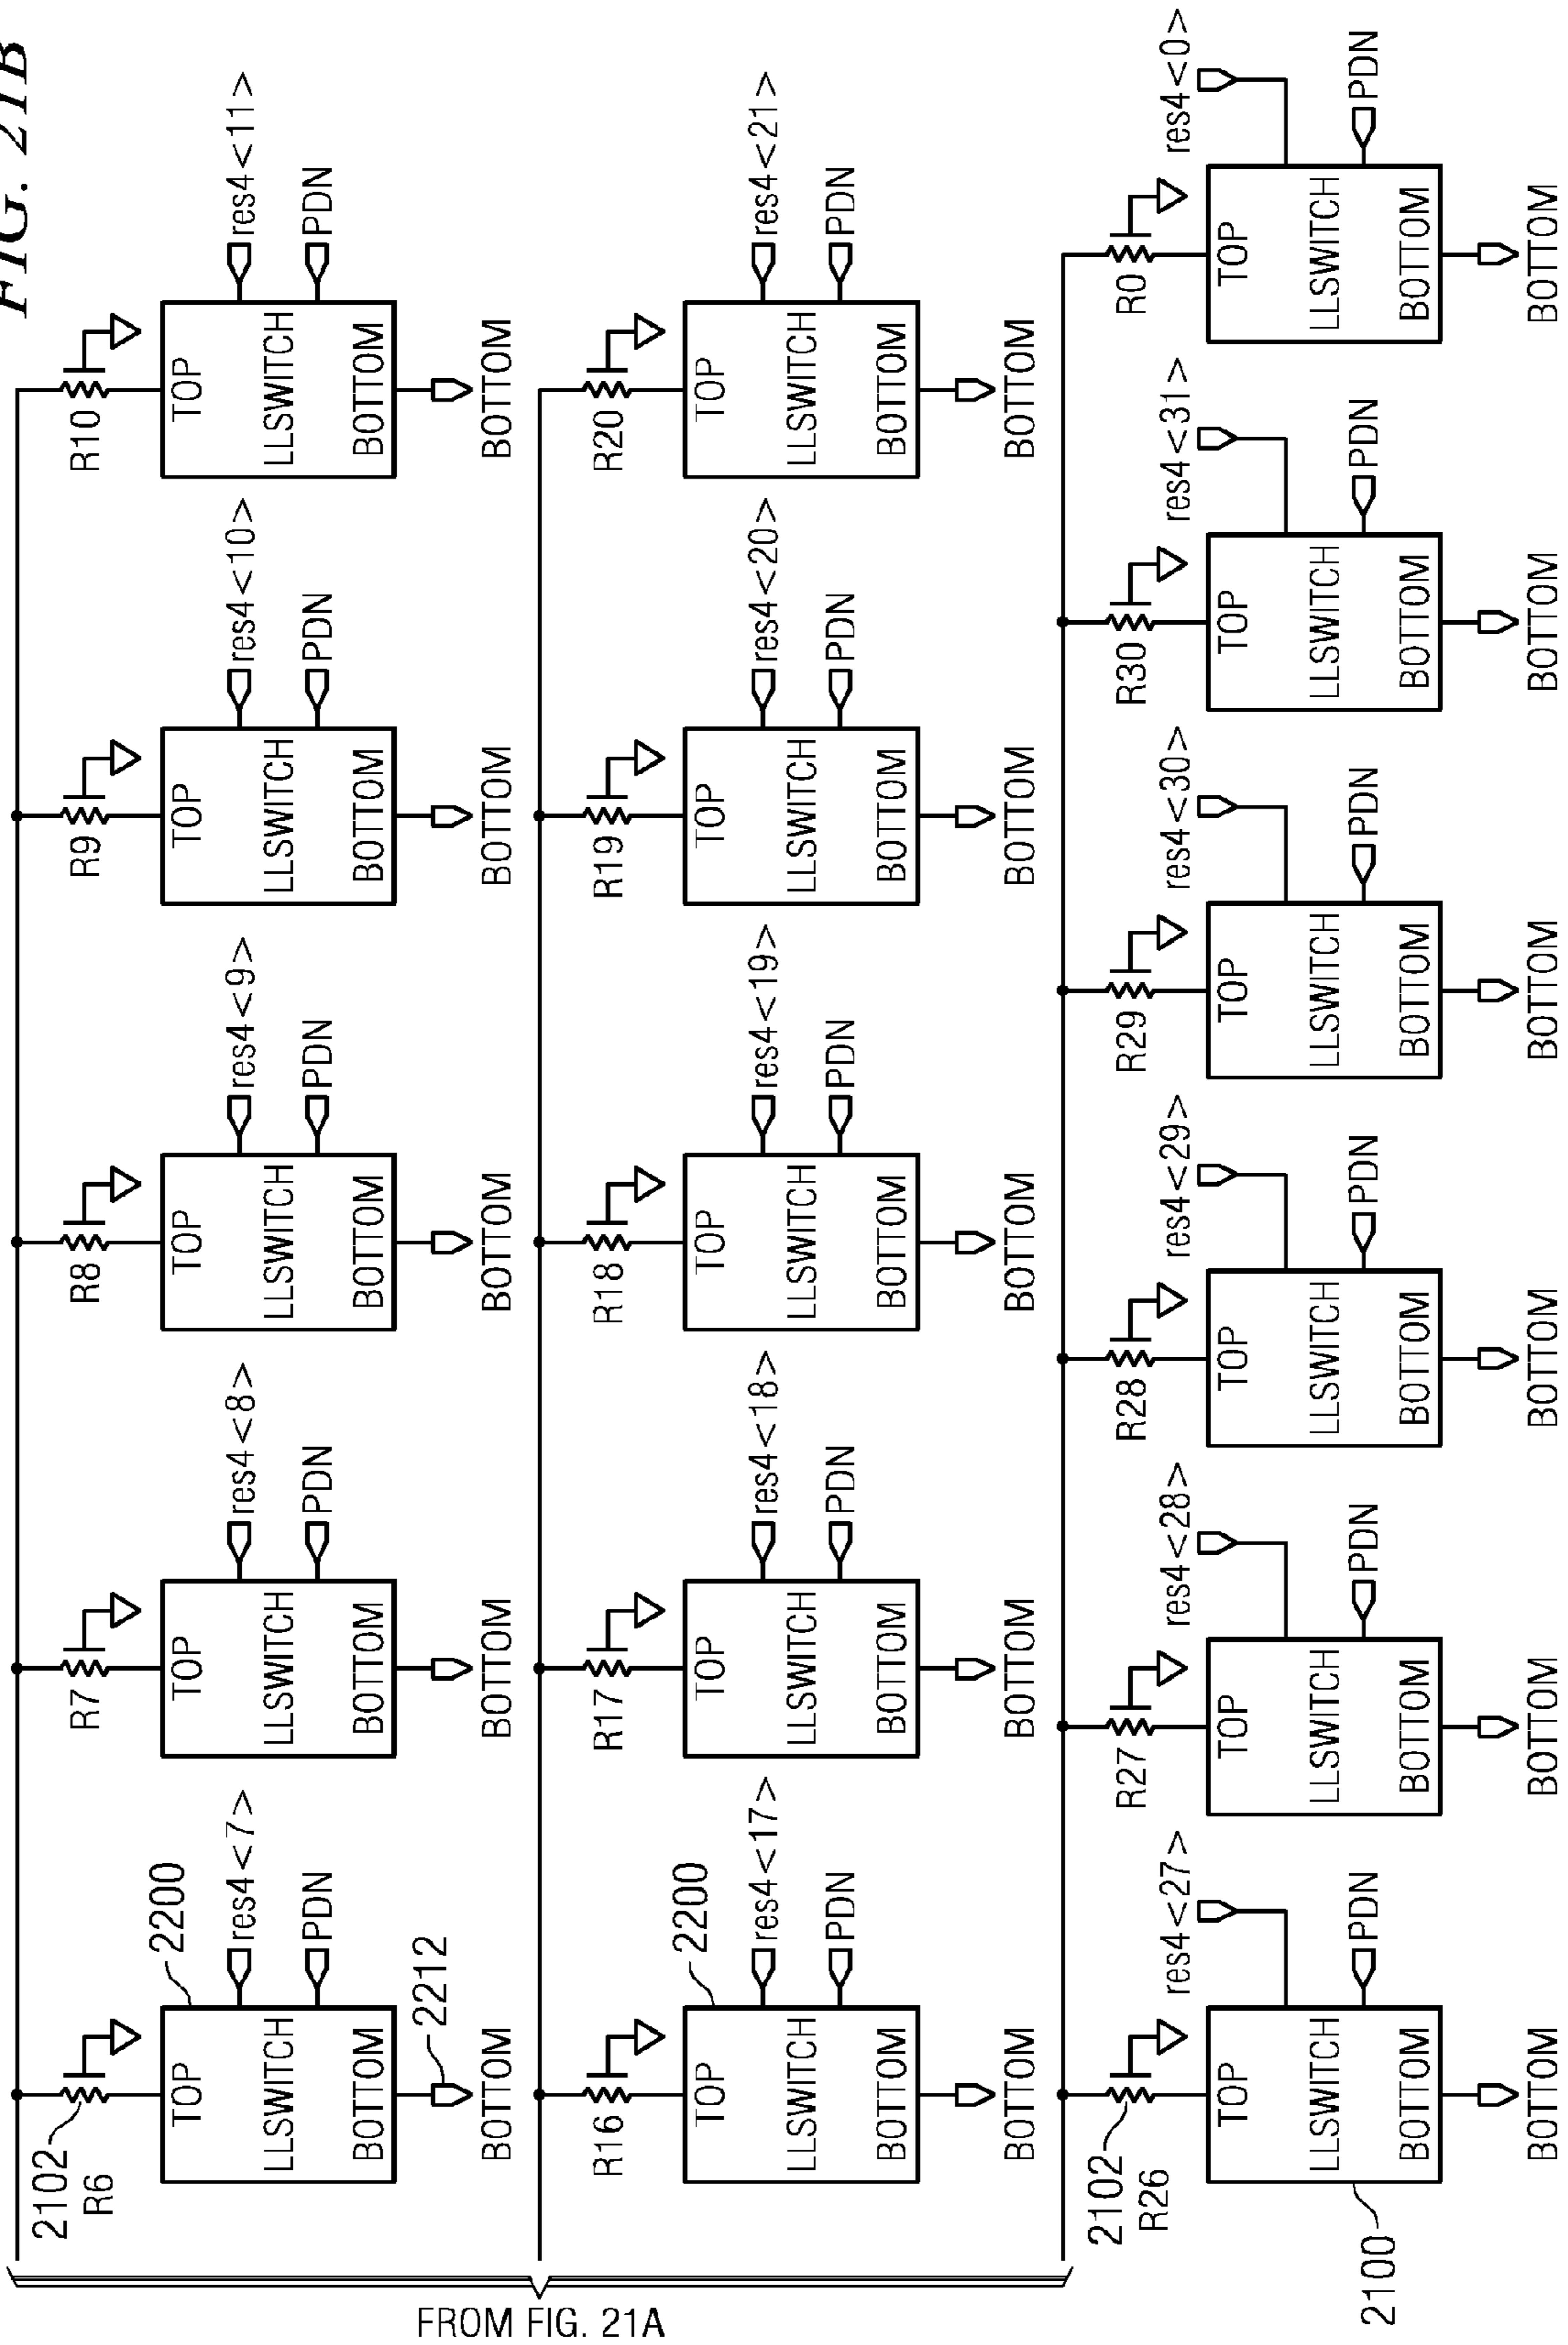 FIG. 21B
FROM FIG. 21A
2102
R6 R7 R8 R9 R10
2200
TOP TOP TOP TOP TOP
LLSWITCH LLSWITCH LLSWITCH LLSWITCH LLSWITCH
res4<7> res4<8> res4<9> res4<10> res4<11>
PDN PDN PDN PDN PDN
BOTTOM BOTTOM BOTTOM BOTTOM BOTTOM
2212
BOTTOM BOTTOM BOTTOM BOTTOM BOTTOM
R16 R17 R18 R19 R20
2200
TOP TOP TOP TOP TOP
res4<17> res4<18> res4<19> res4<20> res4<21>
LLSWITCH LLSWITCH LLSWITCH LLSWITCH LLSWITCH
PDN PDN PDN PDN PDN
BOTTOM BOTTOM BOTTOM BOTTOM BOTTOM
BOTTOM BOTTOM BOTTOM BOTTOM BOTTOM
2102
R26 R27 R28 R29 R30 R0
res4<27> res4<28> res4<29> res4<30> res4<31> res4<0>
TOP TOP TOP TOP TOP TOP
LLSWITCH LLSWITCH LLSWITCH LLSWITCH LLSWITCH LLSWITCH
PDN PDN PDN PDN PDN PDN
BOTTOM BOTTOM BOTTOM BOTTOM BOTTOM BOTTOM
2100
BOTTOM BOTTOM BOTTOM BOTTOM BOTTOM BOTTOM